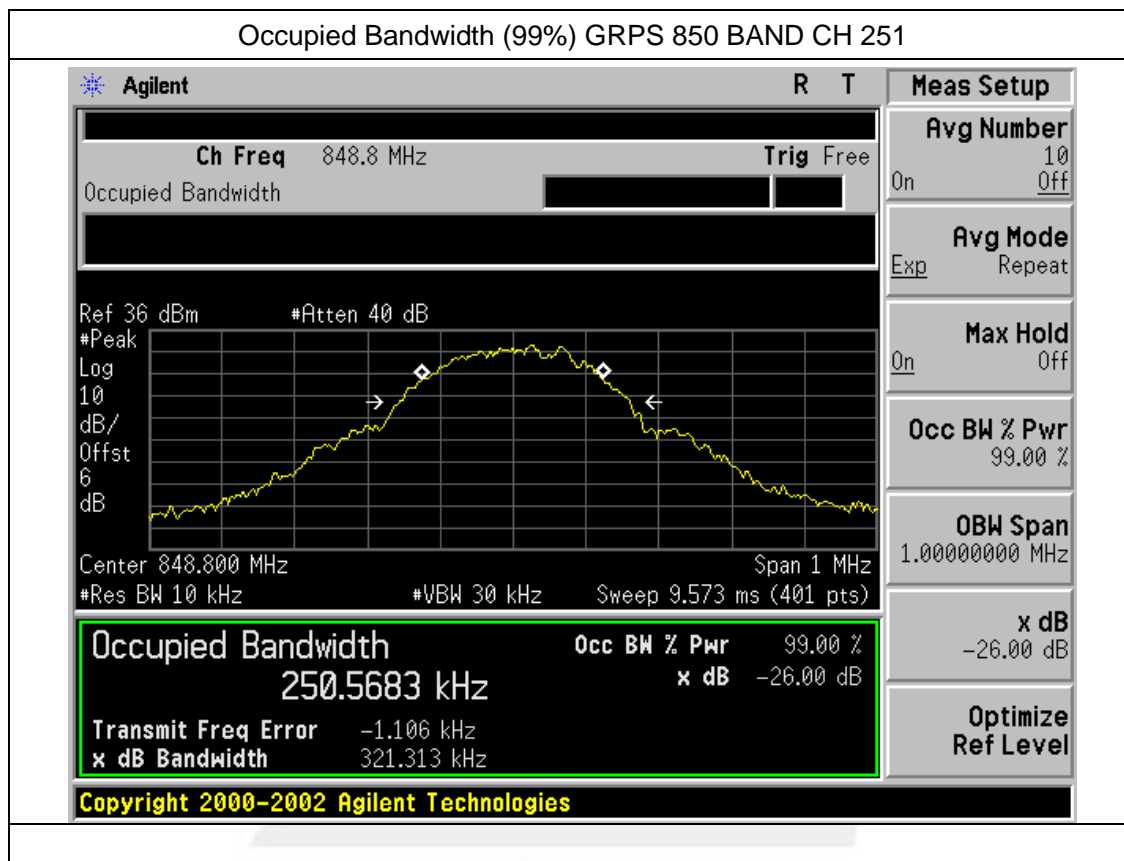 Occupied Bandwidth (99%) GRPS 850 BAND CH 251
Agilent R T
Ch Freq 848.8 MHz Trig Free
Occupied Bandwidth
Ref 36 dBm #Atten 40 dB
#Peak
Log
10
dB/
Offst
6
dB
Center 848.800 MHz Span 1 MHz
#Res BW 10 kHz #VBW 30 kHz Sweep 9.573 ms (401 pts)
Occupied Bandwidth Occ BW % Pwr 99.00 %
250.5683 kHz x dB -26.00 dB
Transmit Freq Error -1.106 kHz
x dB Bandwidth 321.313 kHz
Copyright 2000-2002 Agilent Technologies
Meas Setup
Avg Number
10
On Off
Avg Mode
Exp Repeat
Max Hold
On Off
Occ BW % Pwr
99.00 %
OBW Span
1.00000000 MHz
x dB
-26.00 dB
Optimize
Ref Level